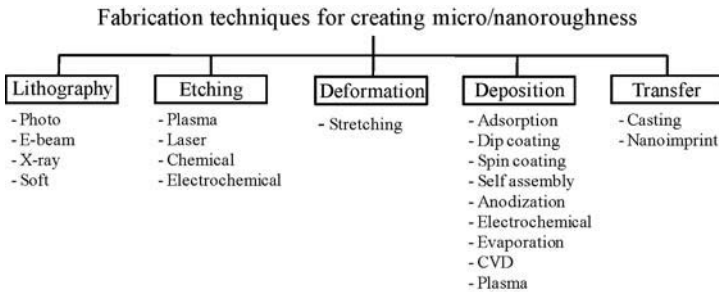 Fabrication techniques for creating micro/nanoroughness
Lithography
- Photo
- E-beam
- X-ray
- Soft
Etching
- Plasma
- Laser
- Chemical
- Electrochemical
Deformation
- Stretching
Deposition
- Adsorption
- Dip coating
- Spin coating
- Self assembly
- Anodization
- Electrochemical
- Evaporation
- CVD
- Plasma
Transfer
- Casting
- Nanoimprint